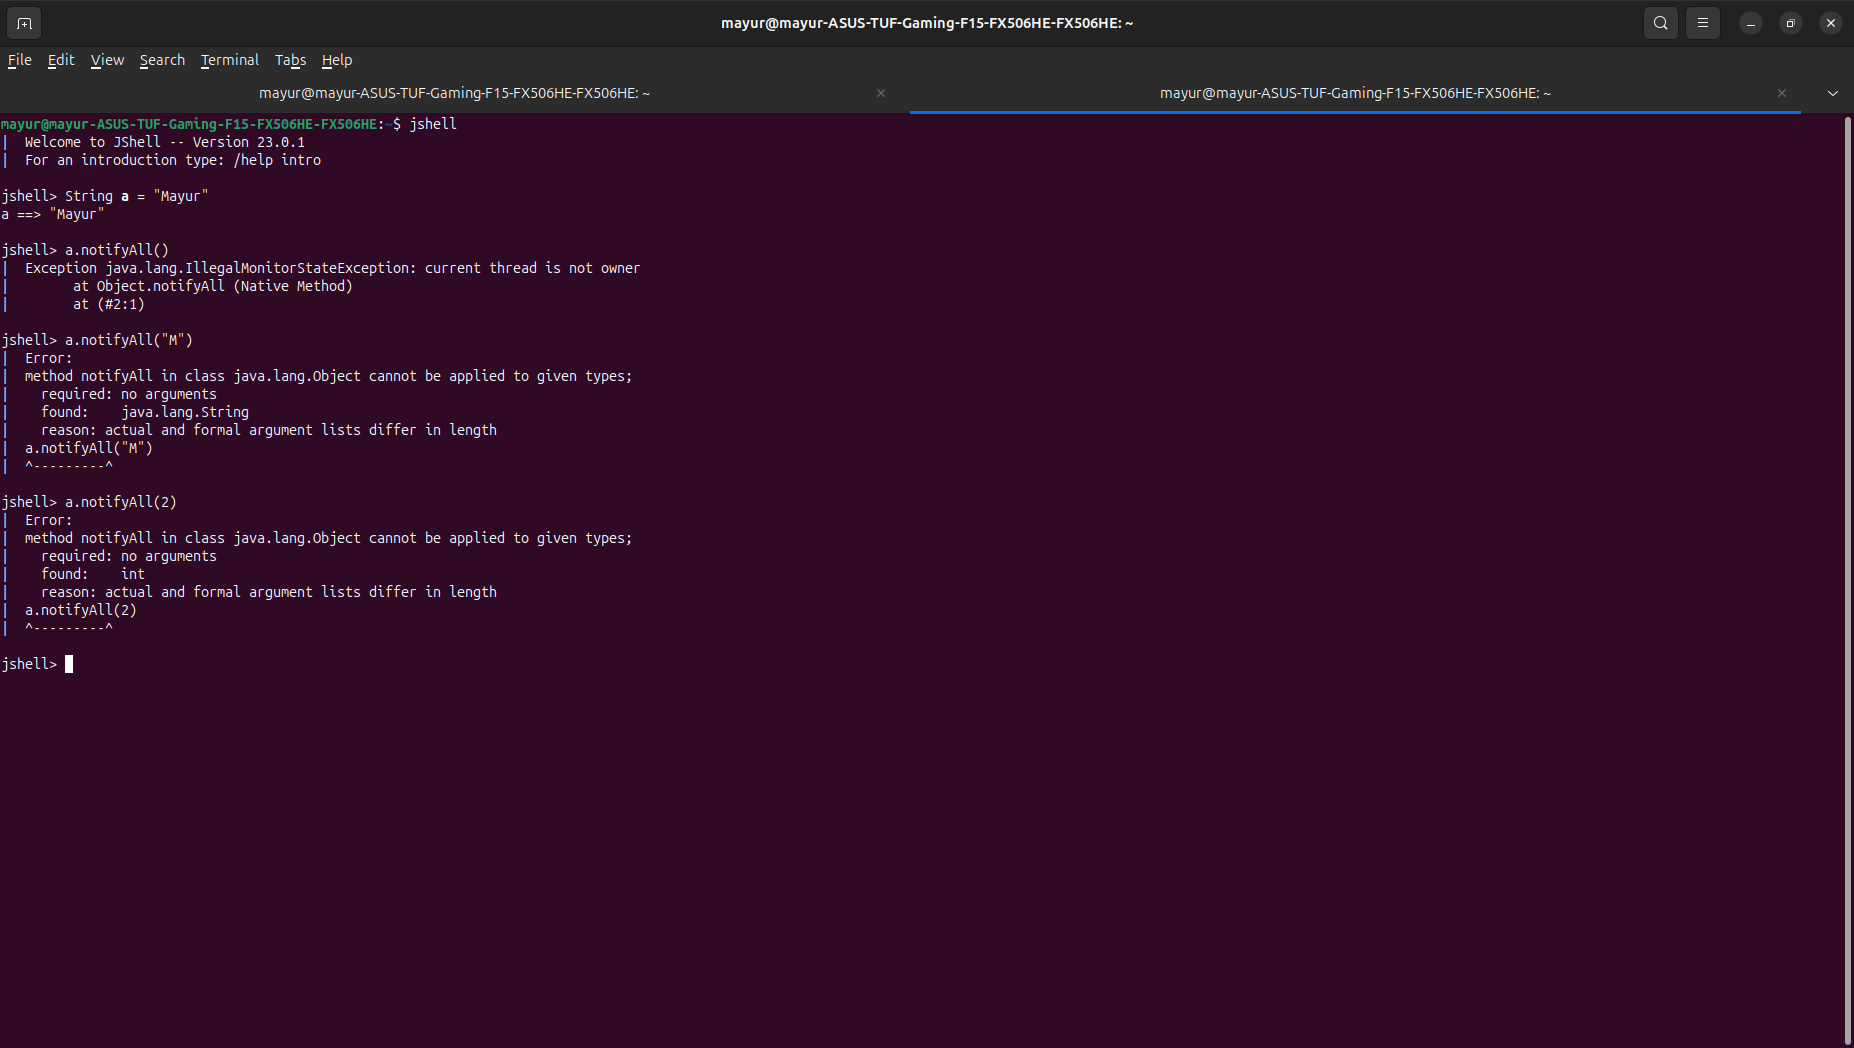 mayur@mayur-ASUS-TUF-Gaming-F15-FX506HE-FX506HE: ~
File Edit View Search Terminal Tabs Help
mayur@mayur-ASUS-TUF-Gaming-F15-FX506HE-FX506HE: ~ × mayur@mayur-ASUS-TUF-Gaming-F15-FX506HE-FX506HE: ~ ×
mayur@mayur-ASUS-TUF-Gaming-F15-FX506HE-FX506HE:~$ jshell
|  Welcome to JShell -- Version 23.0.1
|  For an introduction type: /help intro
jshell> String a = "Mayur"
a ==> "Mayur"
jshell> a.notifyAll()
|  Exception java.lang.IllegalMonitorStateException: current thread is not owner
|        at Object.notifyAll (Native Method)
|        at (#2:1)
jshell> a.notifyAll("M")
|  Error:
|  method notifyAll in class java.lang.Object cannot be applied to given types;
|    required: no arguments
|    found:    java.lang.String
|    reason: actual and formal argument lists differ in length
|  a.notifyAll("M")
|  ^---------^
jshell> a.notifyAll(2)
|  Error:
|  method notifyAll in class java.lang.Object cannot be applied to given types;
|    required: no arguments
|    found:    int
|    reason: actual and formal argument lists differ in length
|  a.notifyAll(2)
|  ^---------^
jshell>